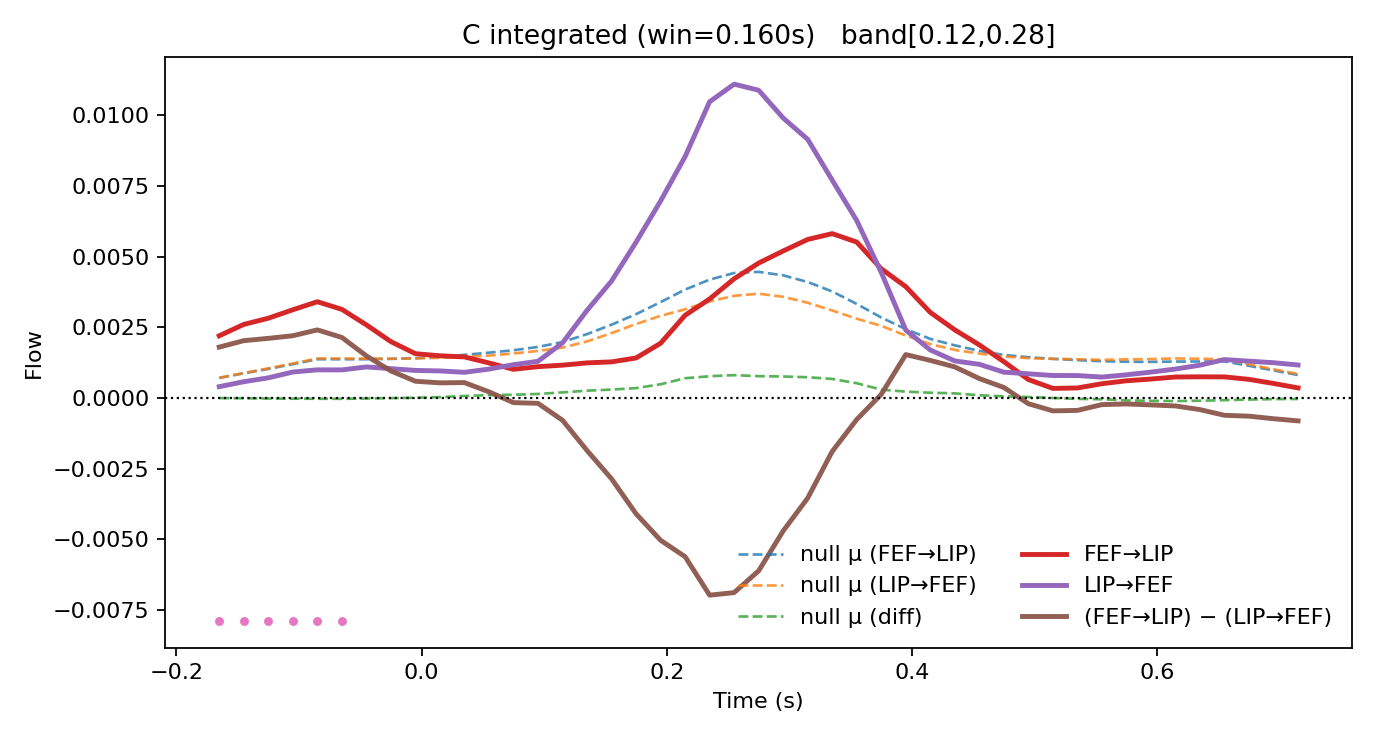 C integrated (win=0.160s)   band[0.12,0.28]
0.0100
0.0075
0.0050
0.0025
0.0000
−0.0025
−0.0050
−0.0075
Flow
null μ (FEF→LIP)
null μ (LIP→FEF)
null μ (diff)
FEF→LIP
LIP→FEF
(FEF→LIP) − (LIP→FEF)
−0.2 0.0 0.2 0.4 0.6
Time (s)